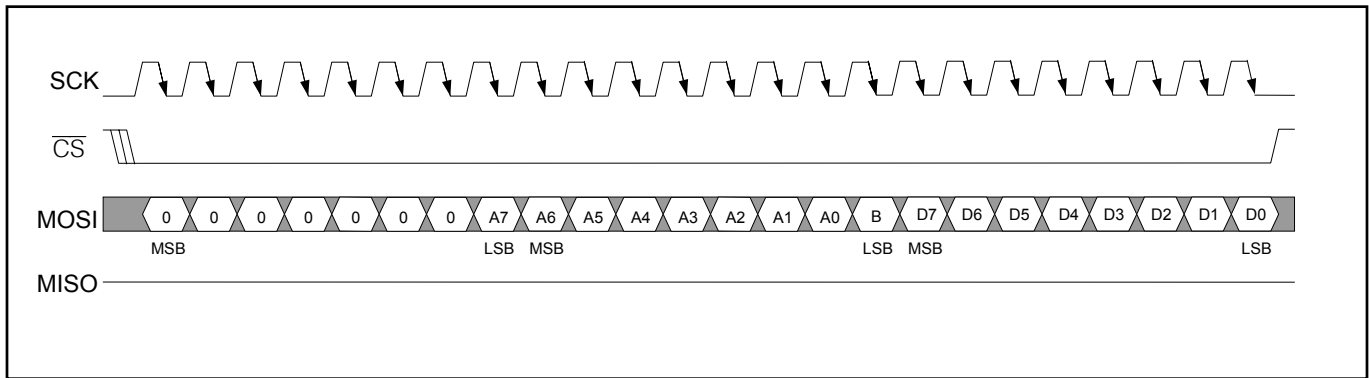 SCK
CS
MOSI 0 0 0 0 0 0 0 A7 A6 A5 A4 A3 A2 A1 A0 B D7 D6 D5 D4 D3 D2 D1 D0
MSB LSB MSB LSB MSB LSB
MISO